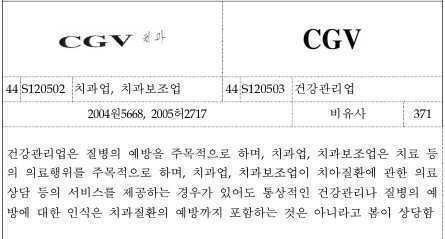 CGV 치과
CGV
44 S120502 치과업, 치과보조업 44 S120503 건강관리업
2004원5668, 2005허2717 비유사 371
건강관리업은 질병의 예방을 주목적으로 하며, 치과업, 치과보조업은 치료 등
의 의료행위를 주목적으로 하며, 치과업, 치과보조업이 치아질환에 관한 의료
상담 등의 서비스를 제공하는 경우가 있어도 통상적인 건강관리나 질병의 예
방에 대한 인식은 치과질환의 예방까지 포함하는 것은 아니라고 봄이 상당함